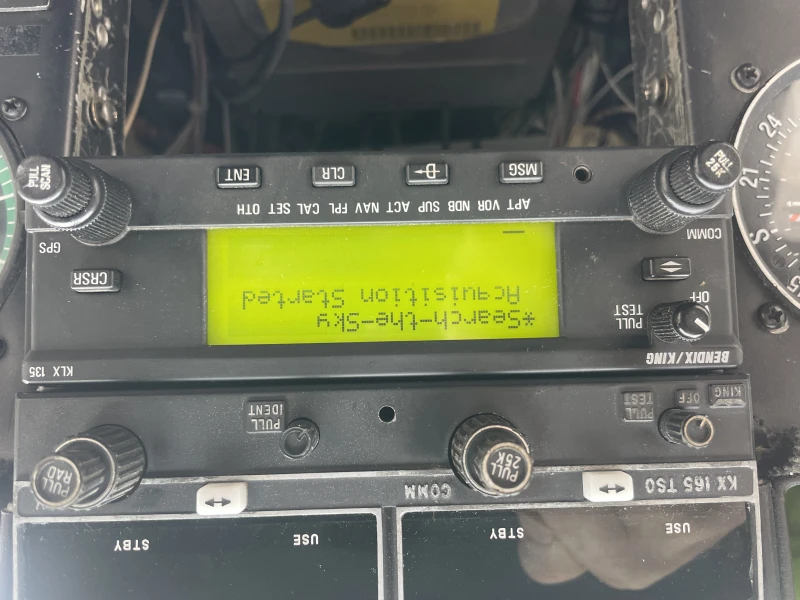 USE
STBY
USE
STBY
KX 165 TSO
COMM
KING
OFF
PULL
TEST
PULL
25K
PULL
IDENT
PULL
RAD
BENDIX/KING
KLX 135
OFF
PULL
TEST
*Search-the-Sky
Acquisition Started
CRSR
COMM
GPS
APT VOR NDB SUP ACT NAV FPL CAL SET OTH
PULL
25K
MSG
D
CLR
ENT
PULL
SCAN
S
21
24